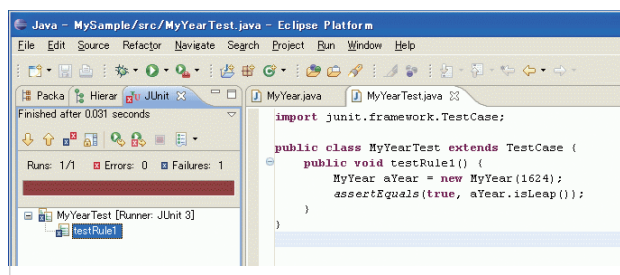 Java - MySample/src/MyYearTest.java - Eclipse Platform
File Edit Source Refactor Navigate Search Project Run Window Help
Packa Hierar JUnit MyYear.java MyYearTest.java
Finished after 0.031 seconds
Runs: 1/1 Errors: 0 Failures: 1
MyYearTest [Runner: JUnit 3]
testRule1
import junit.framework.TestCase;
public class MyYearTest extends TestCase {
public void testRule1() {
MyYear aYear = new MyYear(1624);
assertEquals(true, aYear.isLeap());
}
}